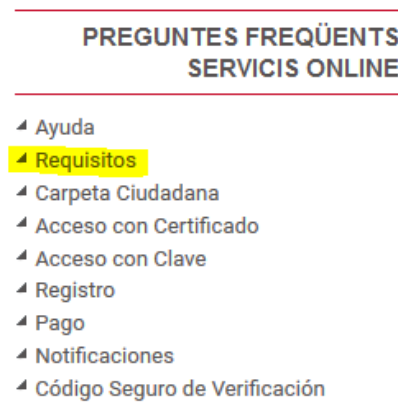 PREGUNTES FREQÜENTS
SERVICIS ONLINE
Ayuda
Requisitos
Carpeta Ciudadana
Acceso con Certificado
Acceso con Clave
Registro
Pago
Notificaciones
Código Seguro de Verificación